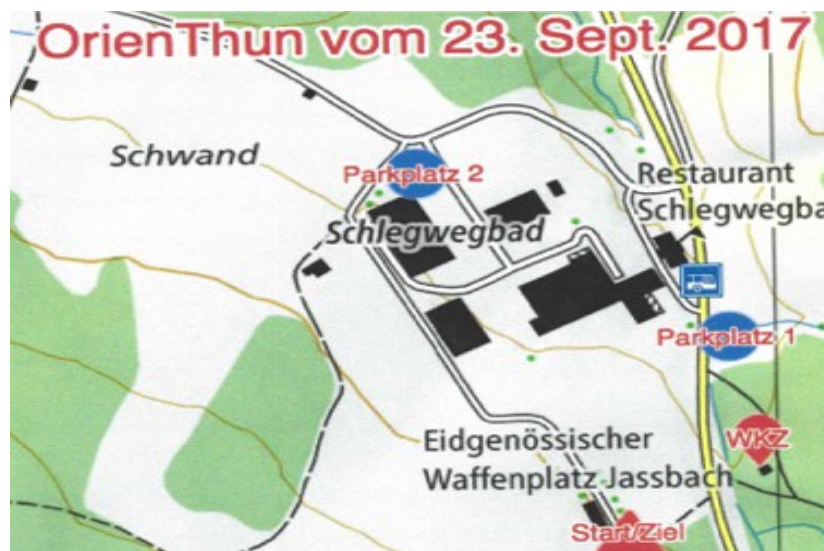 OrienThun vom 23. Sept. 2017
Schwand
Parkplatz 2
Restaurant
Schlegwegba
Schlegwegbad
Parkplatz 1
Eidgenössischer
Waffenplatz Jassbach
WKZ
Start/Ziel